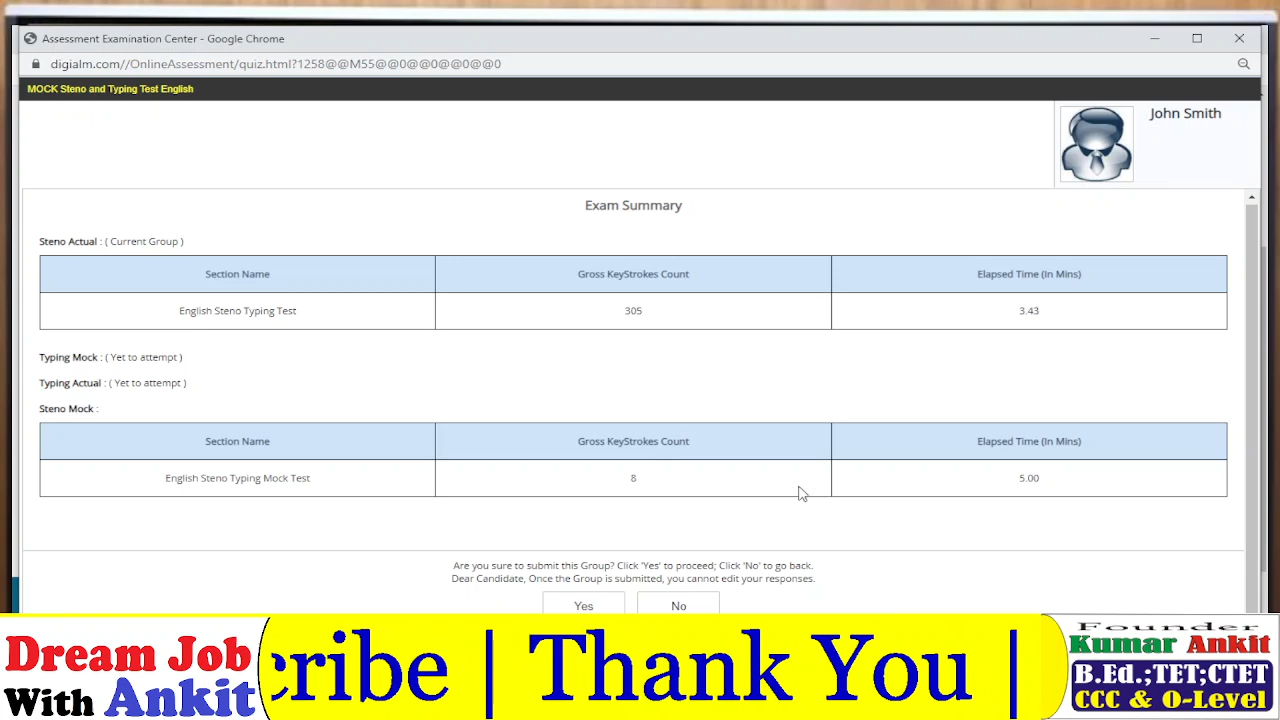 Assessment Examination Center - Google Chrome
digialm.com//OnlineAssessment/quiz.html?1258@@M55@@0@@0@@0@@0
MOCK Steno and Typing Test English
John Smith
Exam Summary
Steno Actual : ( Current Group )
Section Name Gross KeyStrokes Count Elapsed Time (In Mins)
English Steno Typing Test 305 3.43
Typing Mock : ( Yet to attempt )
Typing Actual : ( Yet to attempt )
Steno Mock :
Section Name Gross KeyStrokes Count Elapsed Time (In Mins)
English Steno Typing Mock Test 8 5.00
Are you sure to submit this Group? Click 'Yes' to proceed; Click 'No' to go back.
Dear Candidate, Once the Group is submitted, you cannot edit your responses.
Yes No
Dream Job
With Ankit
cribe | Thank You |
Founder
Kumar Ankit
B.Ed.;TET;CTET
CCC & O-Level